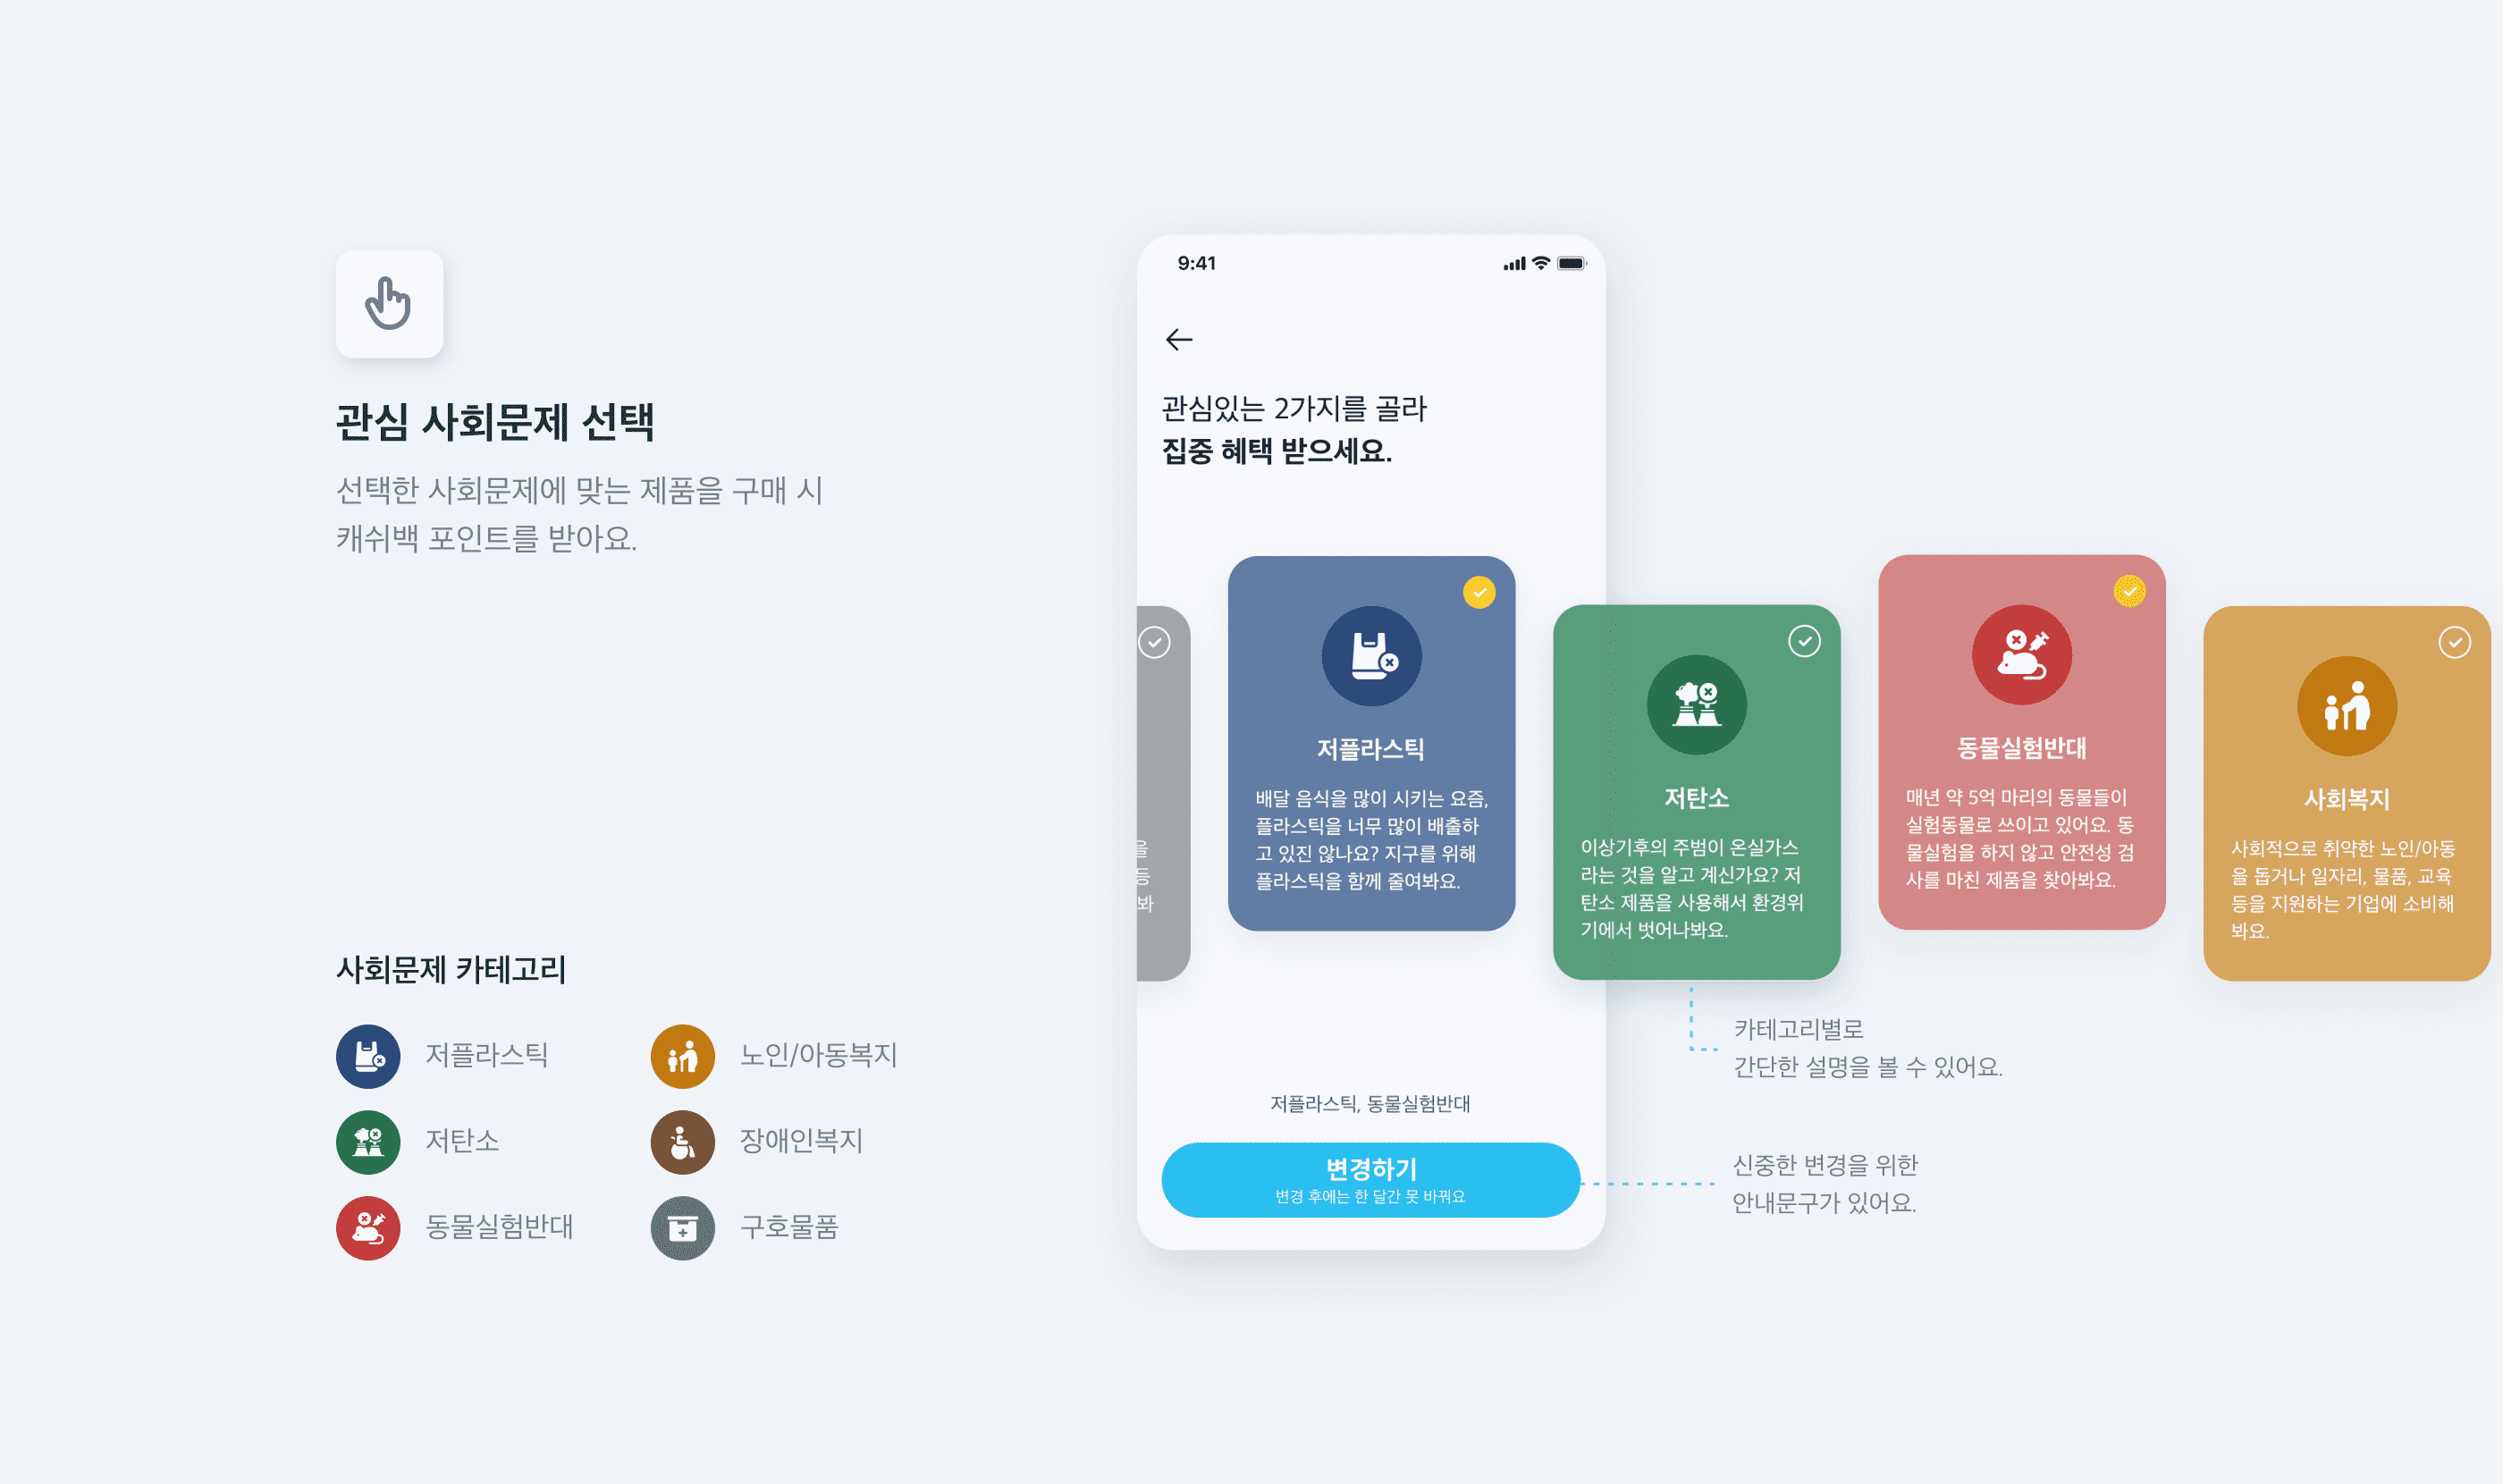 관심 사회문제 선택
선택한 사회문제에 맞는 제품을 구매 시
캐쉬백 포인트를 받아요.
사회문제 카테고리
저플라스틱
노인/아동복지
저탄소
장애인복지
동물실험반대
구호물품
9:41
관심있는 2가지를 골라
집중 혜택 받으세요.
을
등
봐
저플라스틱
배달 음식을 많이 시키는 요즘,
플라스틱을 너무 많이 배출하
고 있진 않나요? 지구를 위해
플라스틱을 함께 줄여봐요.
저탄소
이상기후의 주범이 온실가스
라는 것을 알고 계신가요? 저
탄소 제품을 사용해서 환경위
기에서 벗어나봐요.
동물실험반대
매년 약 5억 마리의 동물들이
실험동물로 쓰이고 있어요. 동
물실험을 하지 않고 안전성 검
사를 마친 제품을 찾아봐요.
사회복지
사회적으로 취약한 노인/아동
을 돕거나 일자리, 물품, 교육
등을 지원하는 기업에 소비해
봐요.
카테고리별로
간단한 설명을 볼 수 있어요.
저플라스틱, 동물실험반대
변경하기
변경 후에는 한 달간 못 바꿔요
신중한 변경을 위한
안내문구가 있어요.